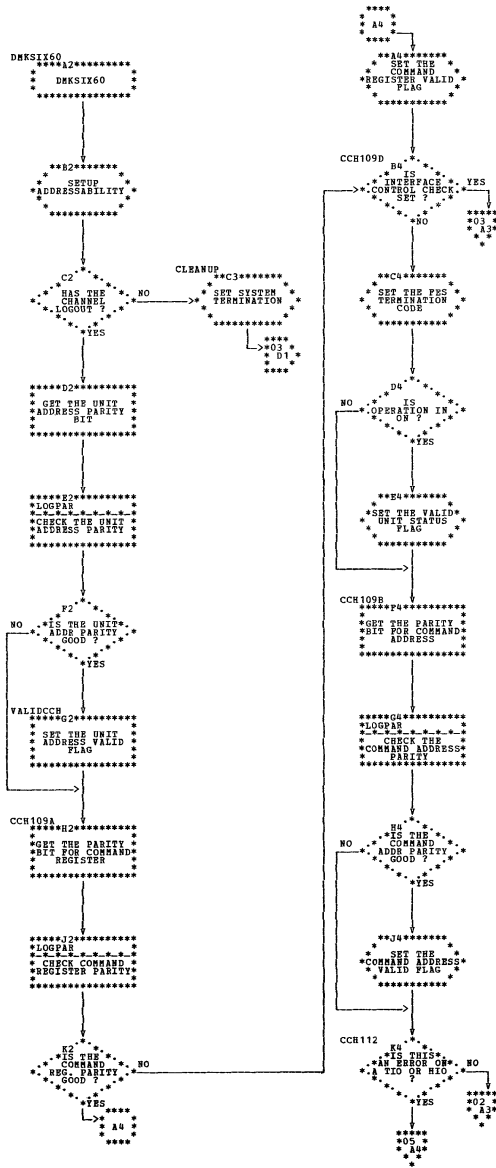 DMKSIX60
A2
DMKSIX60
B2
SETUP
ADDRESSABILITY
C2
HAS THE
CHANNEL
LOGOUT ?
NO
YES
CLEANUP
C3
SET SYSTEM
TERMINATION
03
D1
D2
GET THE UNIT
ADDRESS PARITY
BIT
E2
LOGPAR
CHECK THE UNIT
ADDRESS PARITY
F2
IS THE UNIT
ADDR PARITY
GOOD ?
NO
YES
VALIDCCH
G2
SET THE UNIT
ADDRESS VALID
FLAG
CCH109A
H2
GET THE PARITY
BIT FOR COMMAND
REGISTER
J2
LOGPAR
CHECK COMMAND
REGISTER PARITY
K2
IS THE
COMMAND
REG. PARITY
GOOD ?
NO
YES
A4
A4
A4
SET THE
COMMAND
REGISTER VALID
FLAG
CCH109D
B4
IS
INTERFACE
CONTROL CHECK
SET ?
YES
03
A3
NO
C4
SET THE FES
TERMINATION
CODE
D4
IS
OPERATION IN
ON ?
NO
YES
E4
SET THE VALID
UNIT STATUS
FLAG
CCH109B
F4
GET THE PARITY
BIT FOR COMMAND
ADDRESS
G4
LOGPAR
CHECK THE
COMMAND ADDRESS
PARITY
H4
IS THE
COMMAND
ADDR PARITY
GOOD ?
NO
YES
J4
SET THE
COMMAND ADDRESS
VALID FLAG
CCH112
K4
IS THIS
AN ERROR ON
A TIO OR HIO
?
NO
02
A3
YES
05
A4